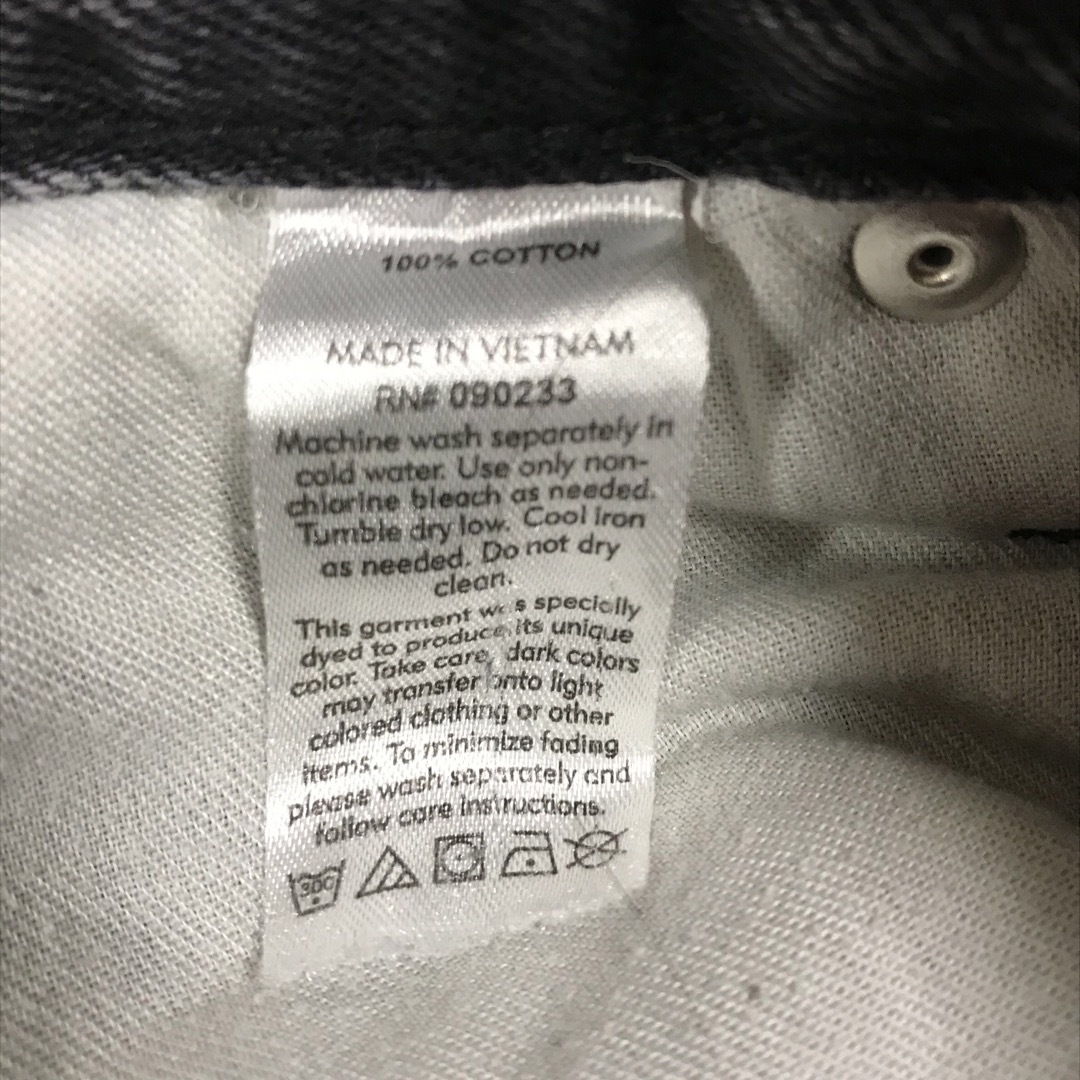 100% COTTON
MADE IN VIETNAM
RN# 090233
Machine wash separately in
cold water. Use only non-
chlorine bleach as needed.
Tumble dry low. Cool iron
as needed. Do not dry
clean.
This garment was specially
dyed to produce its unique
color. Take care, dark colors
may transfer onto light
colored clothing or other
items. To minimize fading
please wash separately and
follow care instructions.
30C